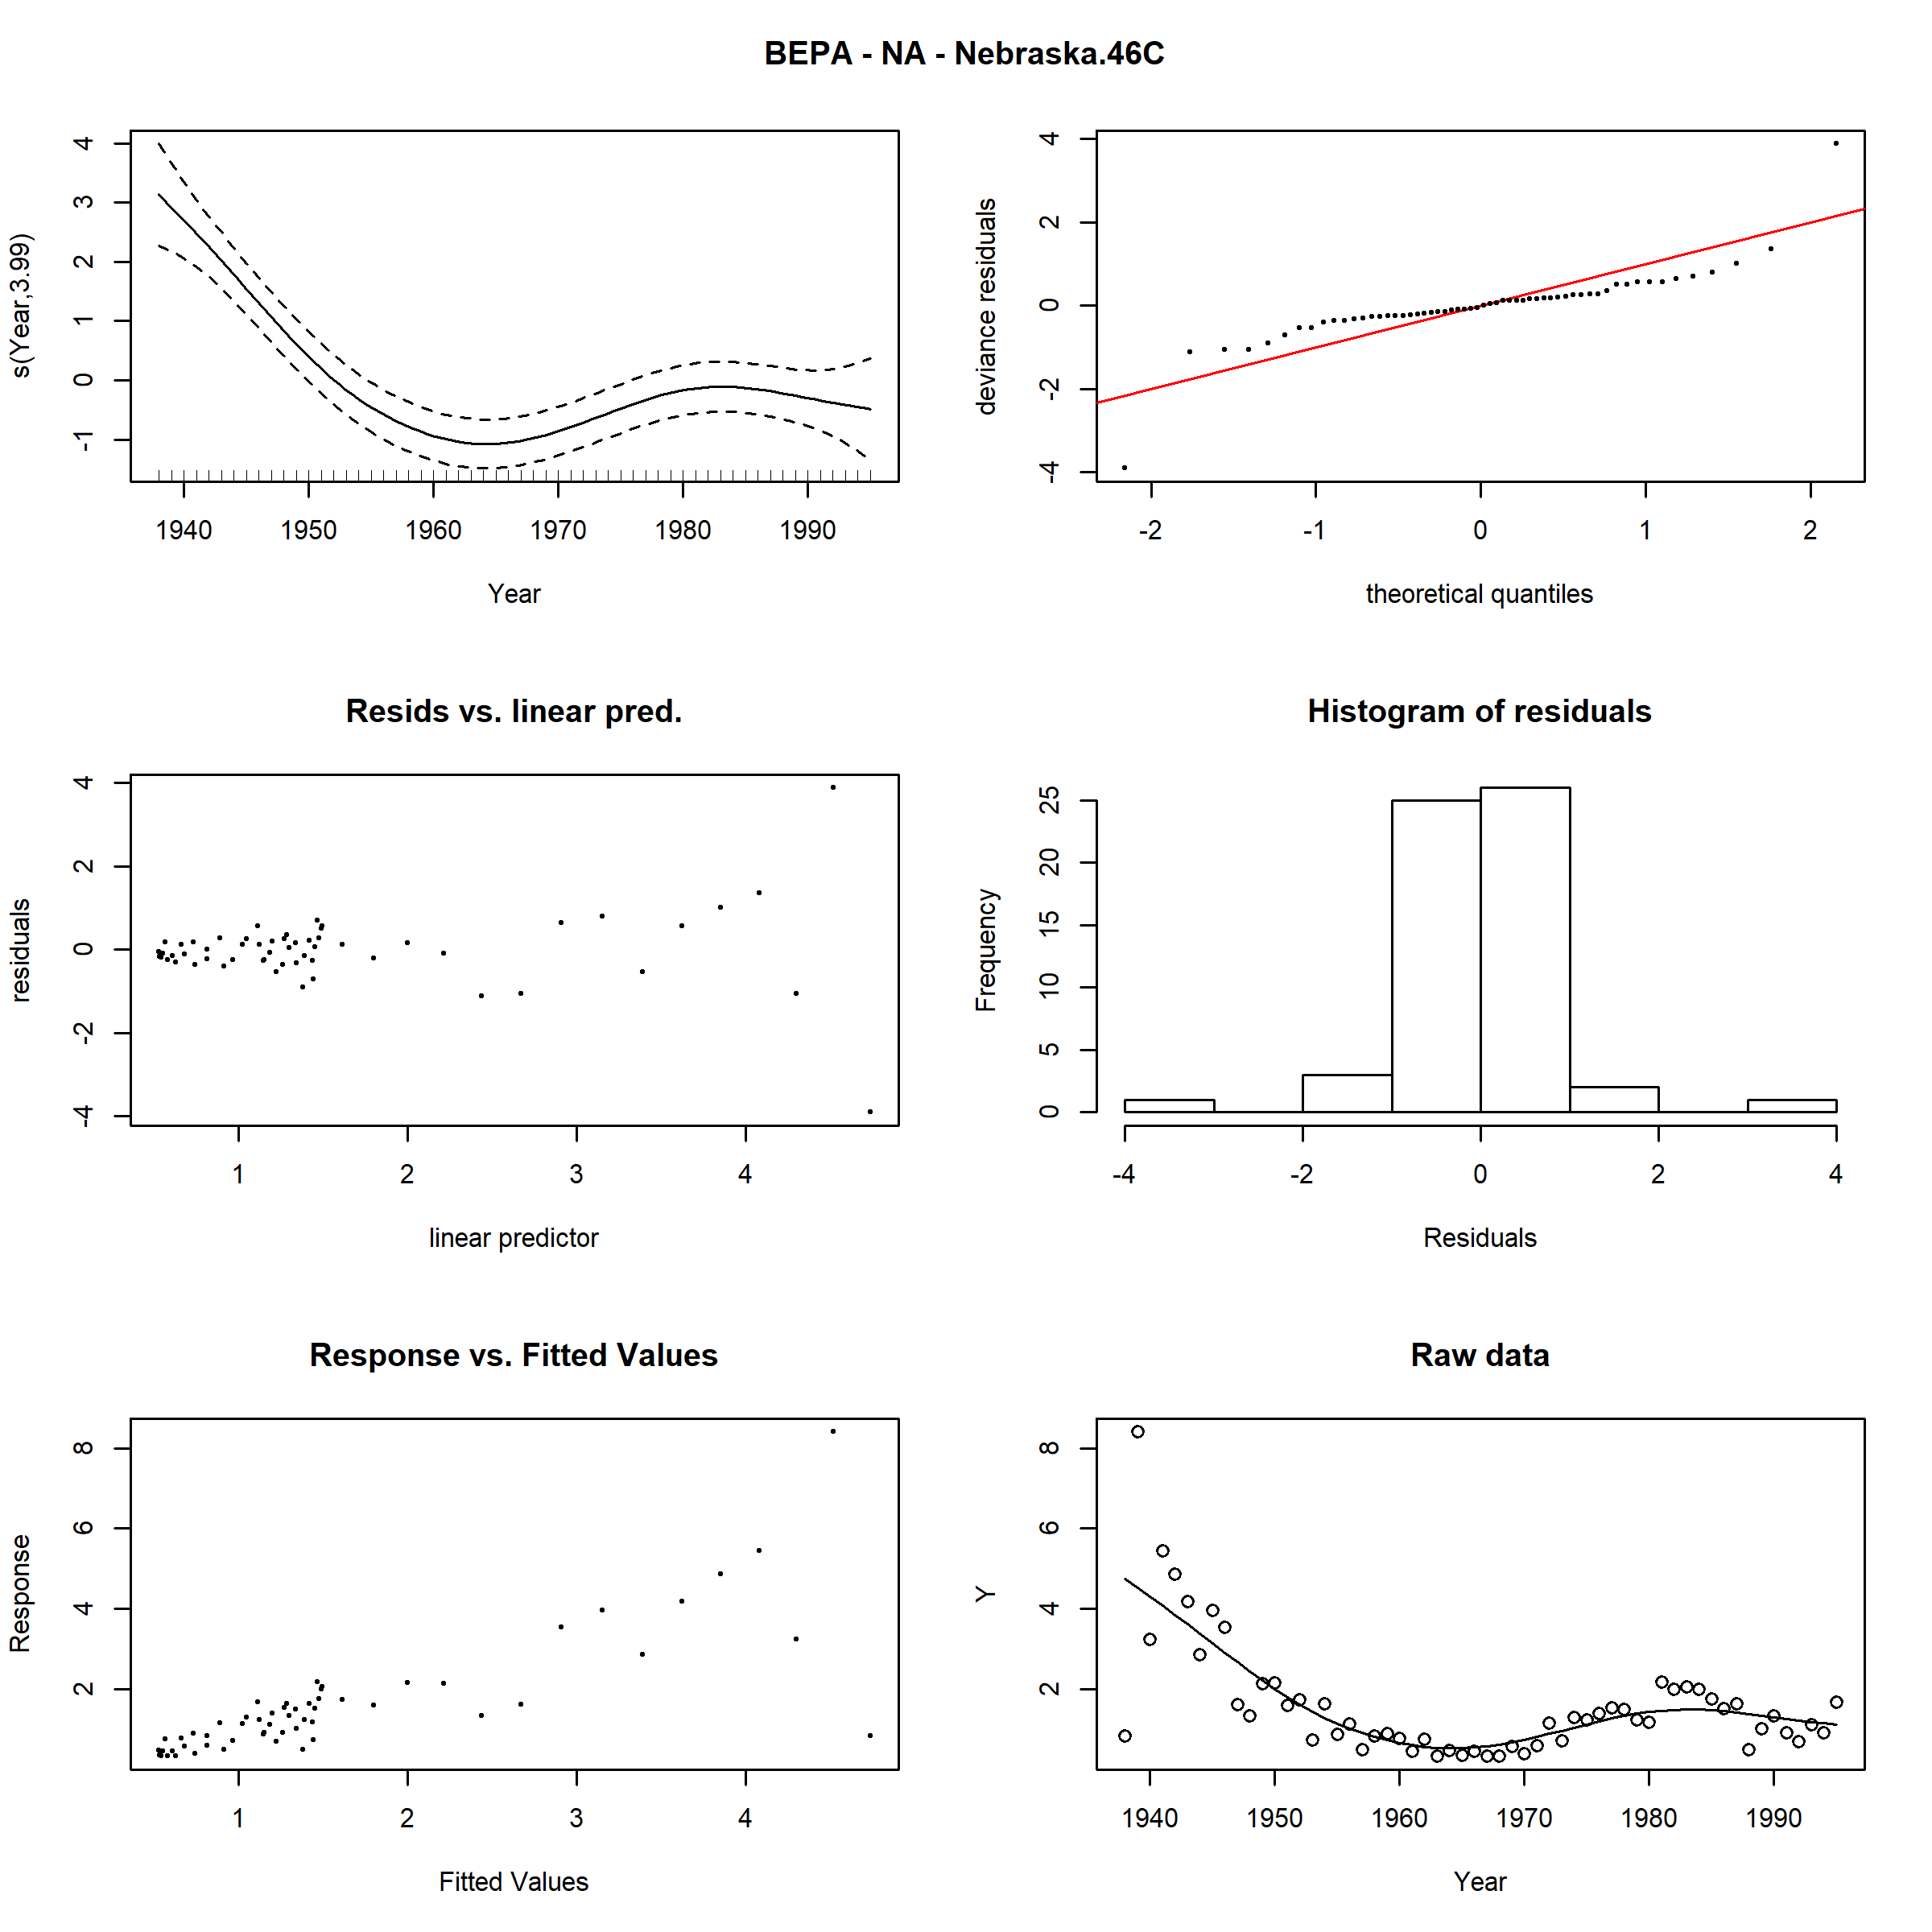 BEPA - NA - Nebraska.46C
s(Year,3.99)
4
3
2
1
0
-1
1940 1950 1960 1970 1980 1990
Year
deviance residuals
4
2
0
-2
-4
-2 -1 0 1 2
theoretical quantiles
Resids vs. linear pred.
residuals
4
2
0
-2
-4
1 2 3 4
linear predictor
Histogram of residuals
Frequency
25
20
15
10
5
0
-4 -2 0 2 4
Residuals
Response vs. Fitted Values
Response
8
6
4
2
1 2 3 4
Fitted Values
Raw data
Y
8
6
4
2
1940 1950 1960 1970 1980 1990
Year